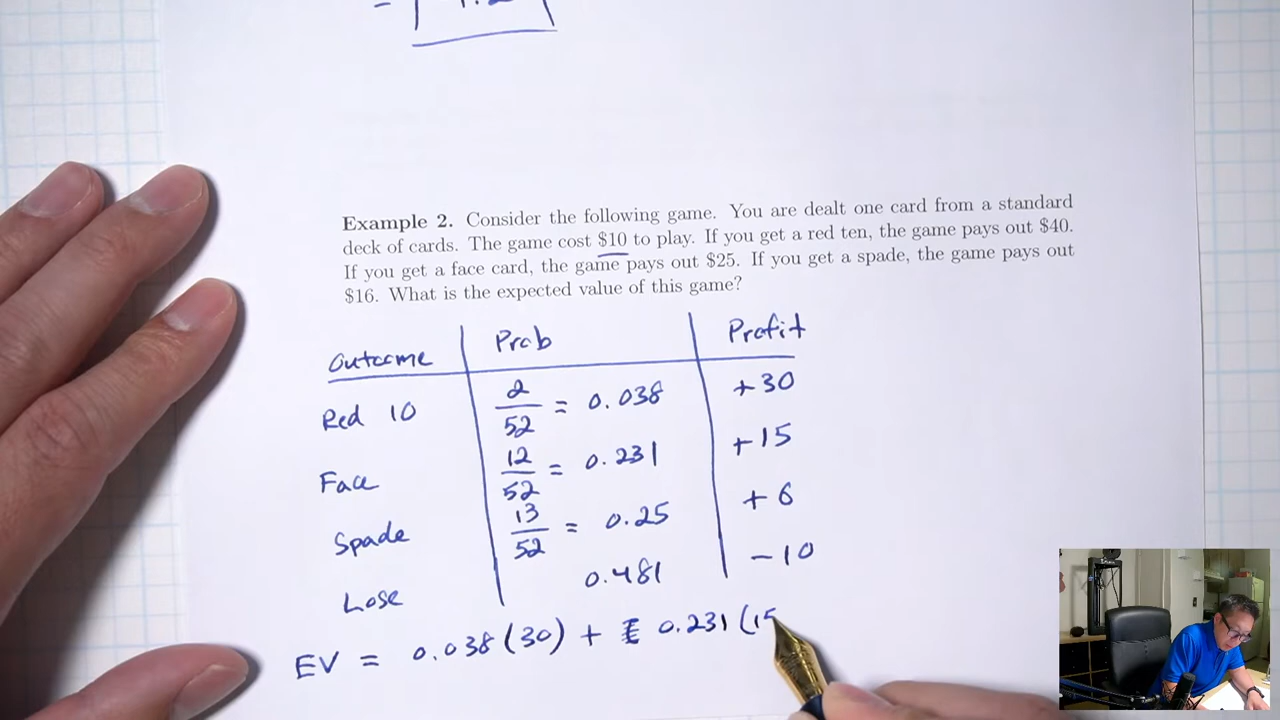 Example 2. Consider the following game. You are dealt one card from a standard
deck of cards. The game cost $10 to play. If you get a red ten, the game pays out $40.
If you get a face card, the game pays out $25. If you get a spade, the game pays out
$16. What is the expected value of this game?
Outcome Prob Profit
Red 10 2/52 = 0.038 +30
Face 12/52 = 0.231 +15
Spade 13/52 = 0.25 +6
Lose 0.481 -10
EV = 0.038 (30) + 0.231 (15